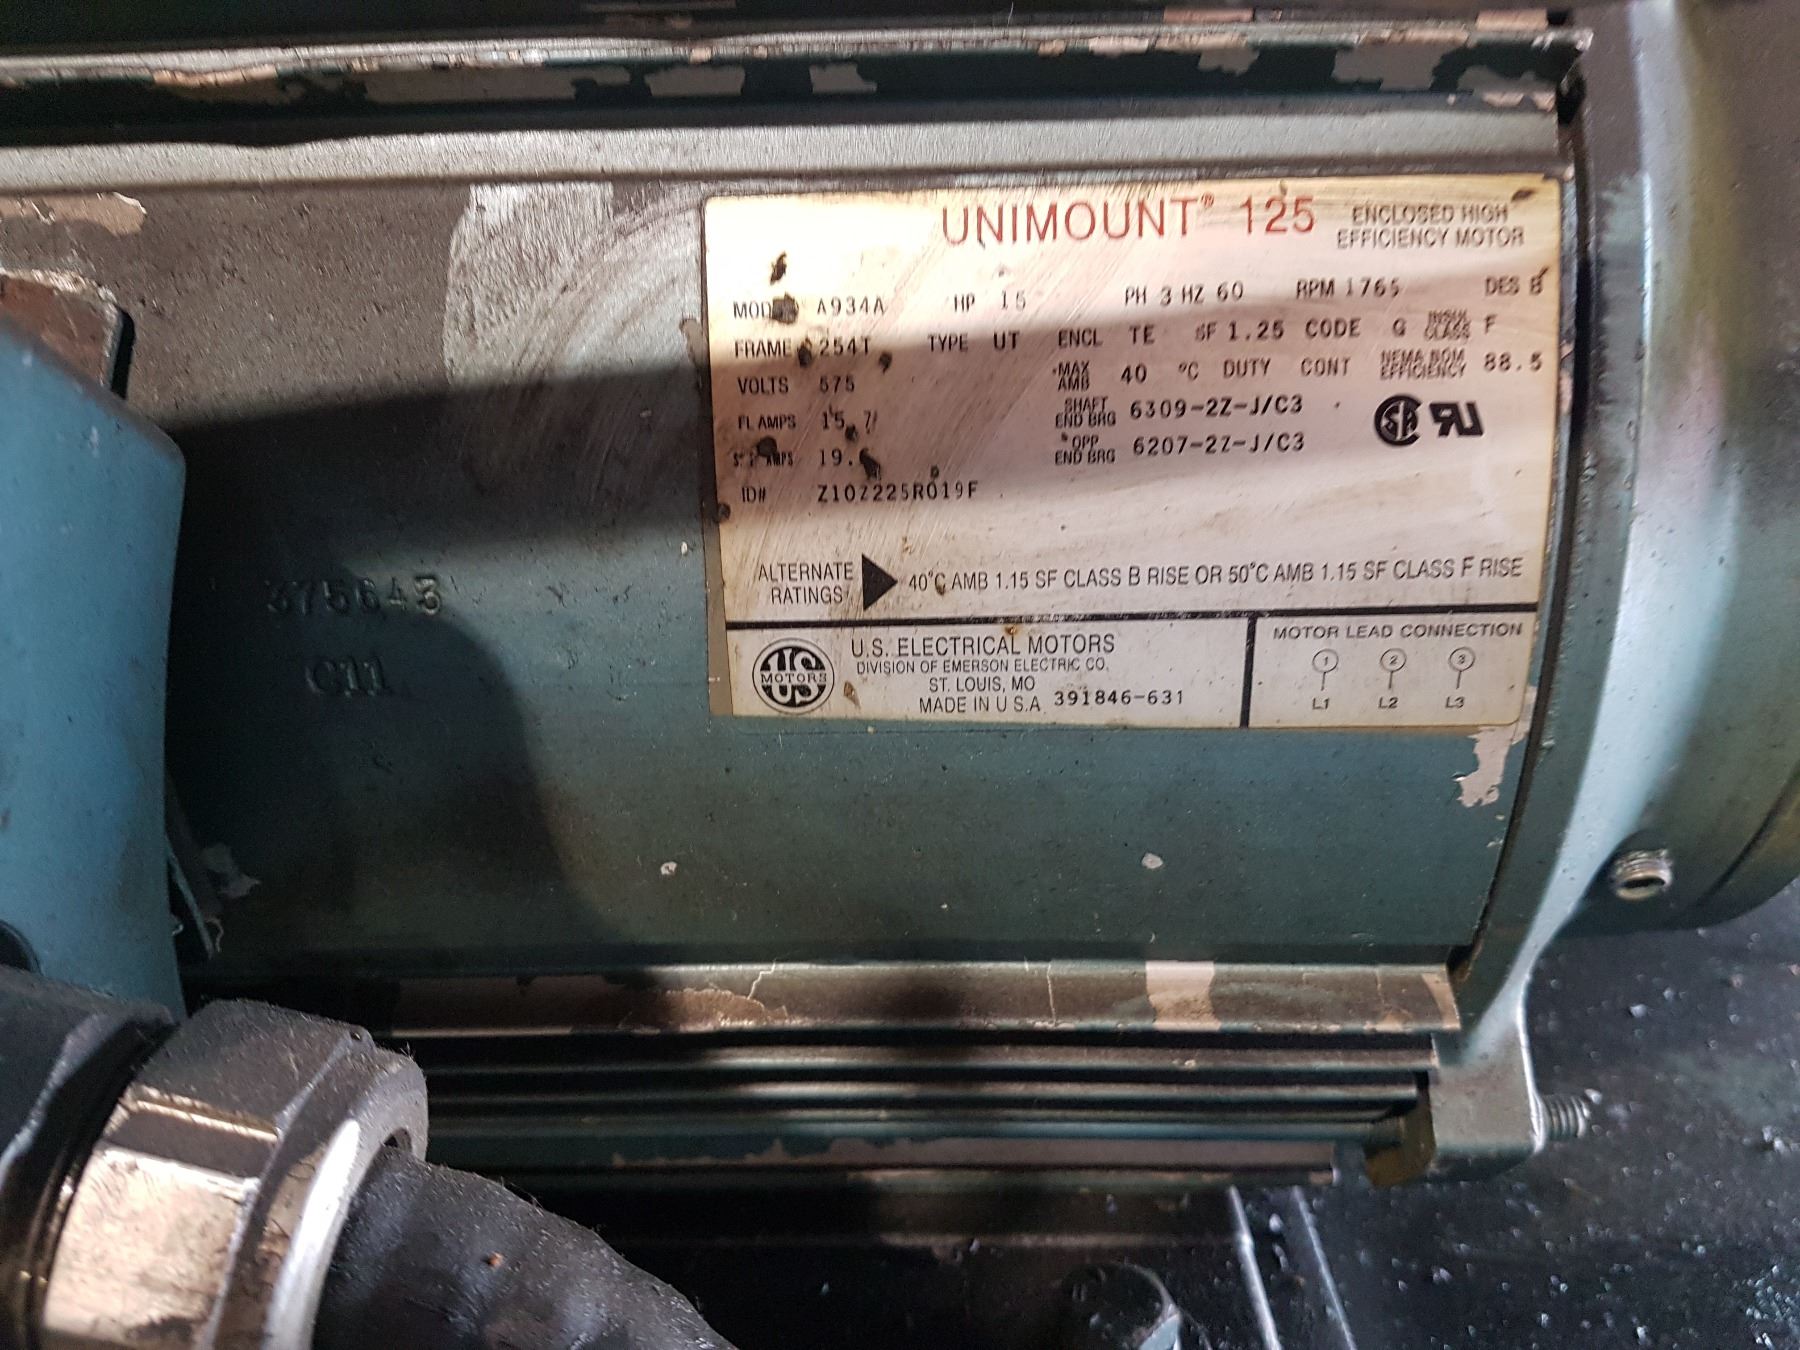 UNIMOUNT® 125 ENCLOSED HIGH
EFFICIENCY MOTOR
A934A HP 15 PH 3 HZ 60 RPM 1765 DES B
FRAME 254T TYPE UT ENCL TE SF 1.25 CODE G INSUL CLASS F
VOLTS 575 MAX AMB 40 °C DUTY CONT NEMA NOM EFFICIENCY 88.5
FL AMPS 15.7 SHAFT END BRG 6309-2Z-J/C3
AMPS OPP END BRG 6207-2Z-J/C3
ID# Z10Z225R019F
ALTERNATE RATINGS 40°C AMB 1.15 SF CLASS B RISE OR 50°C AMB 1.15 SF CLASS F RISE
US MOTORS
U.S. ELECTRICAL MOTORS
DIVISION OF EMERSON ELECTRIC CO.
ST. LOUIS, MO
MADE IN U.S.A. 391846-631
MOTOR LEAD CONNECTION
1 2 3
L1 L2 L3
375643
C11